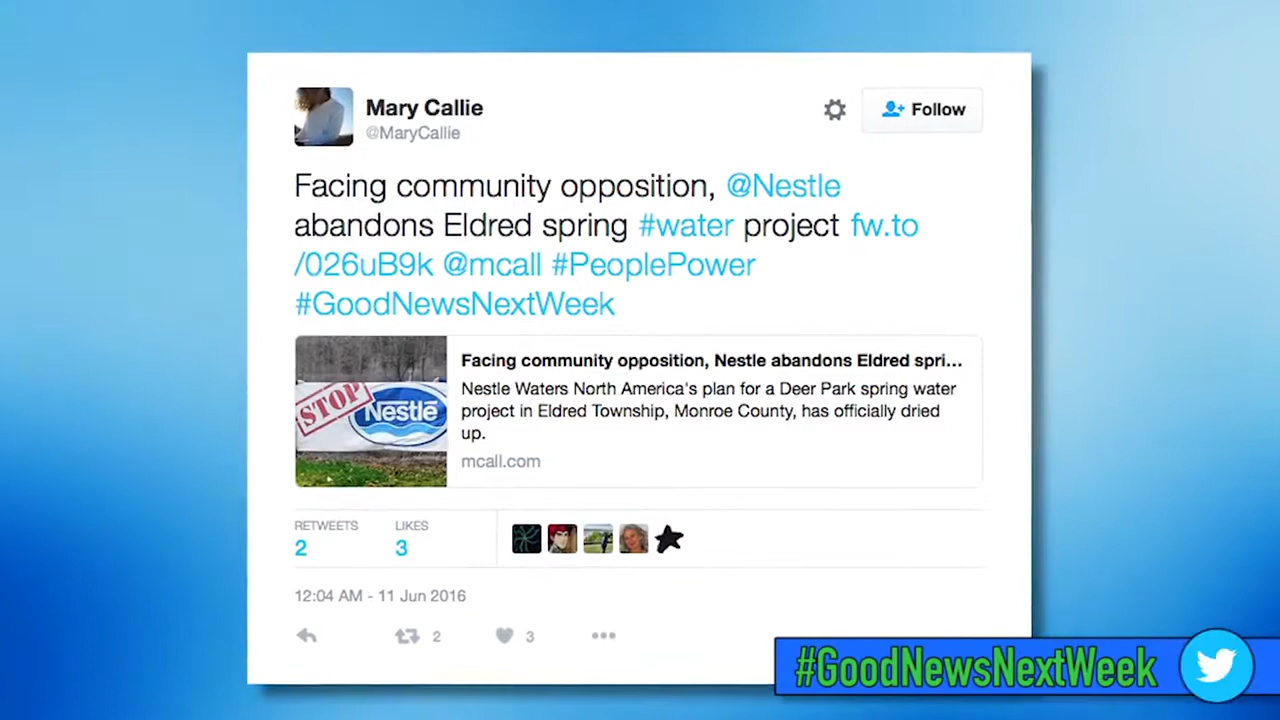 Mary Callie
@MaryCallie
Follow
Facing community opposition, @Nestle
abandons Eldred spring #water project fw.to
/026uB9k @mcall #PeoplePower
#GoodNewsNextWeek
STOP
Nestlé
Facing community opposition, Nestle abandons Eldred spri...
Nestle Waters North America's plan for a Deer Park spring water
project in Eldred Township, Monroe County, has officially dried
up.
mcall.com
RETWEETS LIKES
2 3
12:04 AM - 11 Jun 2016
2 3
#GoodNewsNextWeek